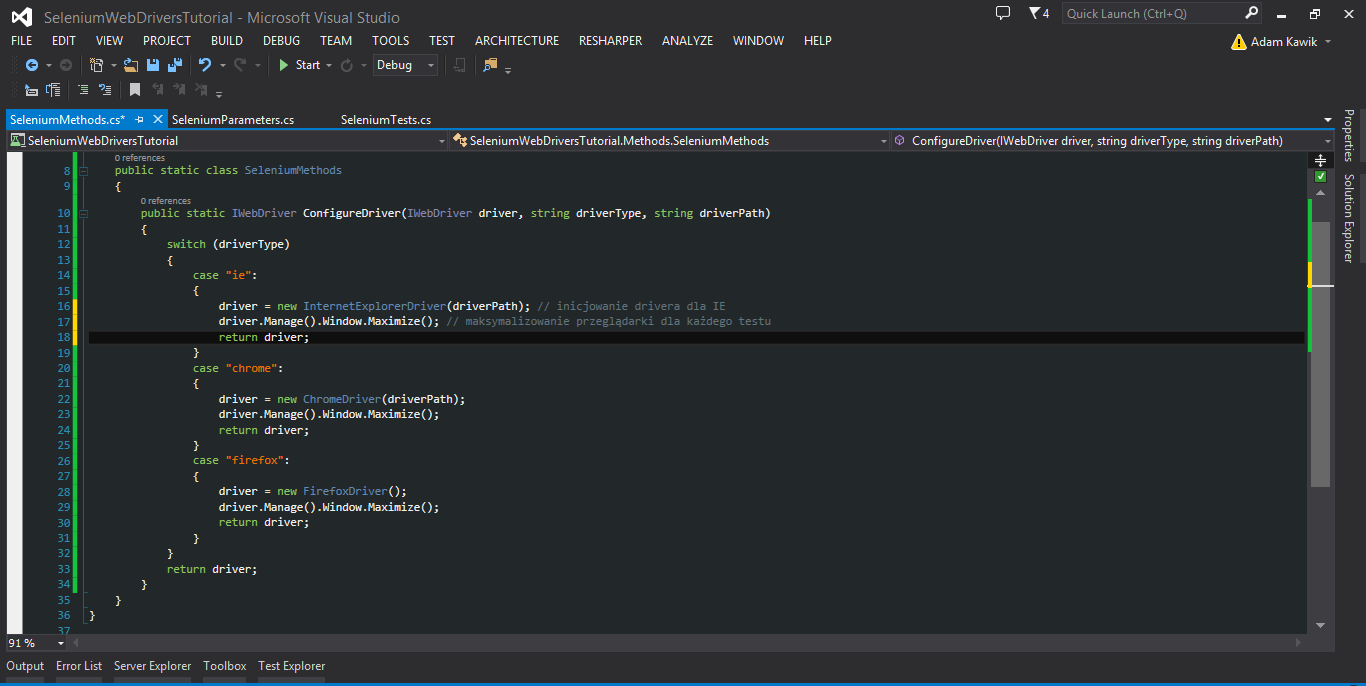 SeleniumWebDriversTutorial - Microsoft Visual Studio
4
Quick Launch (Ctrl+Q)
FILE EDIT VIEW PROJECT BUILD DEBUG TEAM TOOLS TEST ARCHITECTURE RESHARPER ANALYZE WINDOW HELP
Adam Kawik
Start
Debug
SeleniumMethods.cs* SeleniumParameters.cs SeleniumTests.cs
SeleniumWebDriversTutorial SeleniumWebDriversTutorial.Methods.SeleniumMethods ConfigureDriver(IWebDriver driver, string driverType, string driverPath)
Properties
Solution Explorer
0 references
8 public static class SeleniumMethods
9 {
0 references
10 public static IWebDriver ConfigureDriver(IWebDriver driver, string driverType, string driverPath)
11 {
12 switch (driverType)
13 {
14 case "ie":
15 {
16 driver = new InternetExplorerDriver(driverPath); // inicjowanie drivera dla IE
17 driver.Manage().Window.Maximize(); // maksymalizowanie przeglądarki dla każdego testu
18 return driver;
19 }
20 case "chrome":
21 {
22 driver = new ChromeDriver(driverPath);
23 driver.Manage().Window.Maximize();
24 return driver;
25 }
26 case "firefox":
27 {
28 driver = new FirefoxDriver();
29 driver.Manage().Window.Maximize();
30 return driver;
31 }
32 }
33 return driver;
34 }
35 }
36 }
37
91 %
Output Error List Server Explorer Toolbox Test Explorer